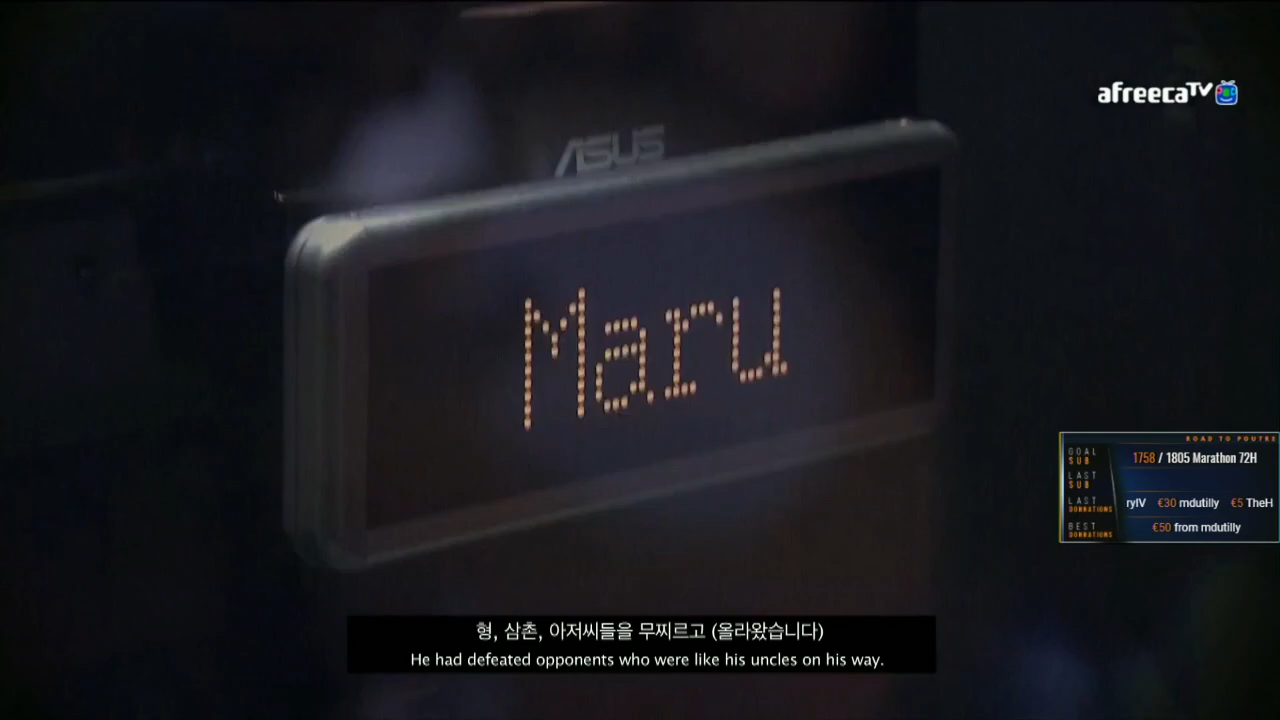 afreecaTV
ASUS
Maru
ROAD TO POUTRE
GOAL SUB 1758 / 1805 Marathon 72H
LAST SUB
LAST DONNATIONS ryIV €30 mdutilly €5 TheH
BEST DONNATIONS €50 from mdutilly
형, 삼촌, 아저씨들을 무찌르고 (올라왔습니다)
He had defeated opponents who were like his uncles on his way.